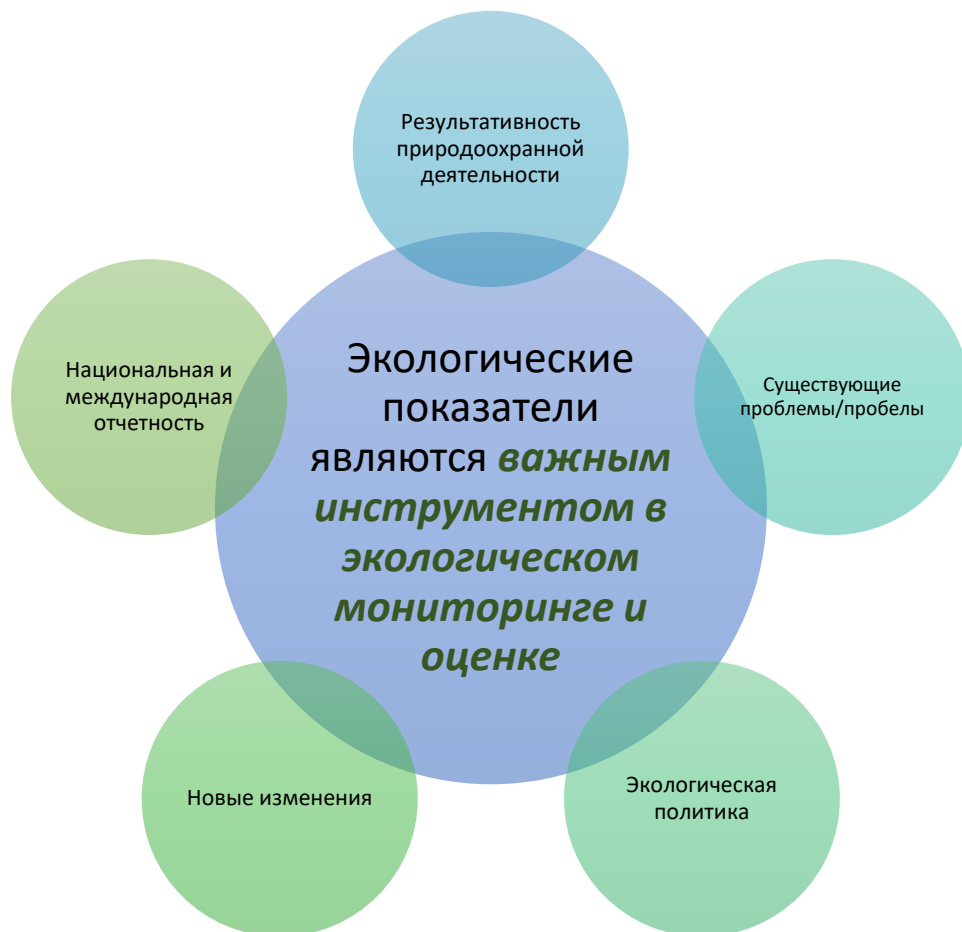 Результативность
природоохранной
деятельности
Национальная и
международная
отчетность
Экологические
показатели
являются важным
инструментом в
экологическом
мониторинге и
оценке
Существующие
проблемы/пробелы
Новые изменения
Экологическая
политика